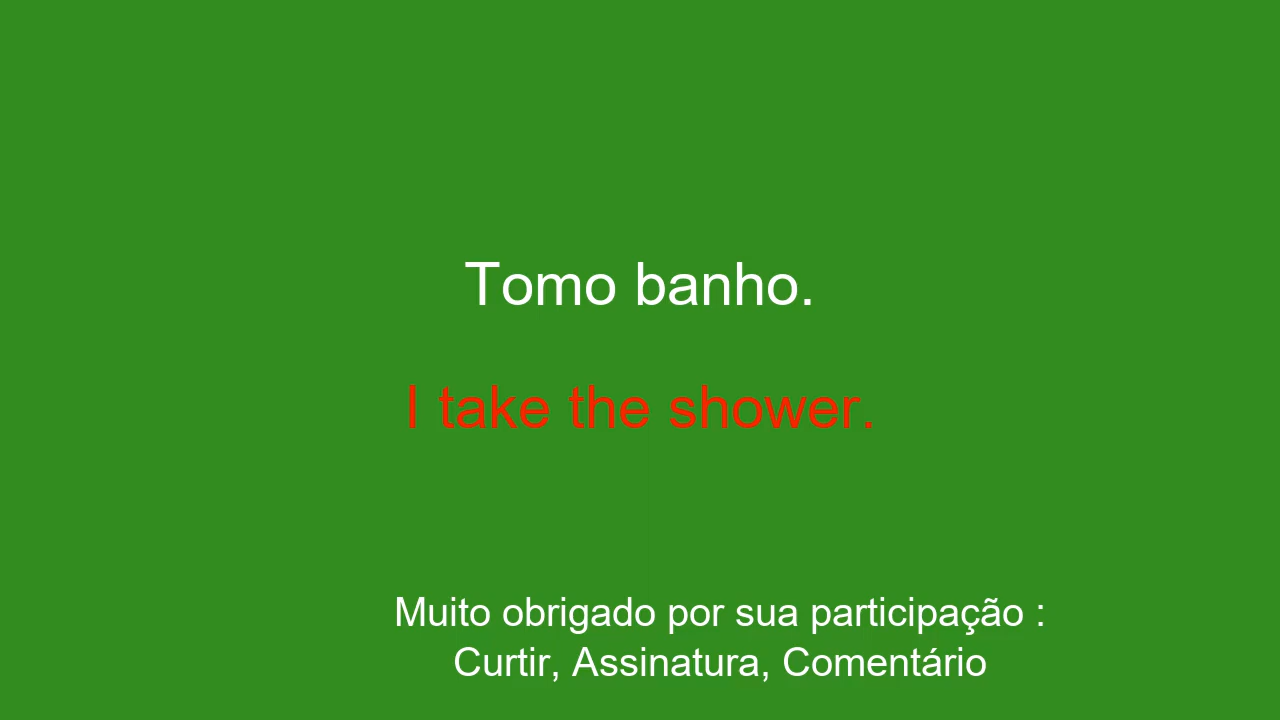 Tomo banho.
I take the shower.
Muito obrigado por sua participação :
Curtir, Assinatura, Comentário